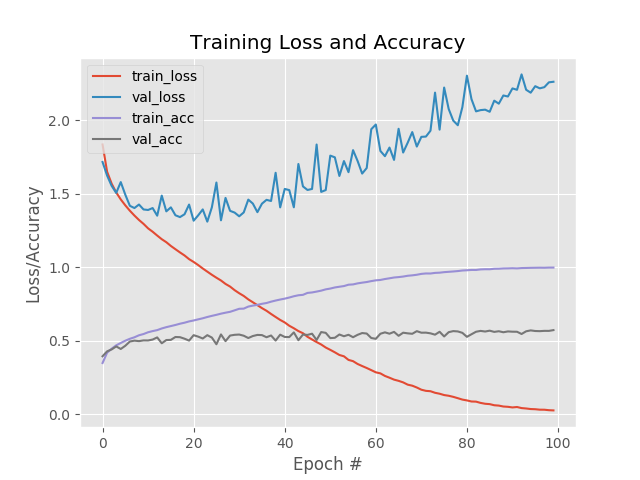 Training Loss and Accuracy
train_loss
val_loss
train_acc
val_acc
Loss/Accuracy
2.0
1.5
1.0
0.5
0.0
0 20 40 60 80 100
Epoch #